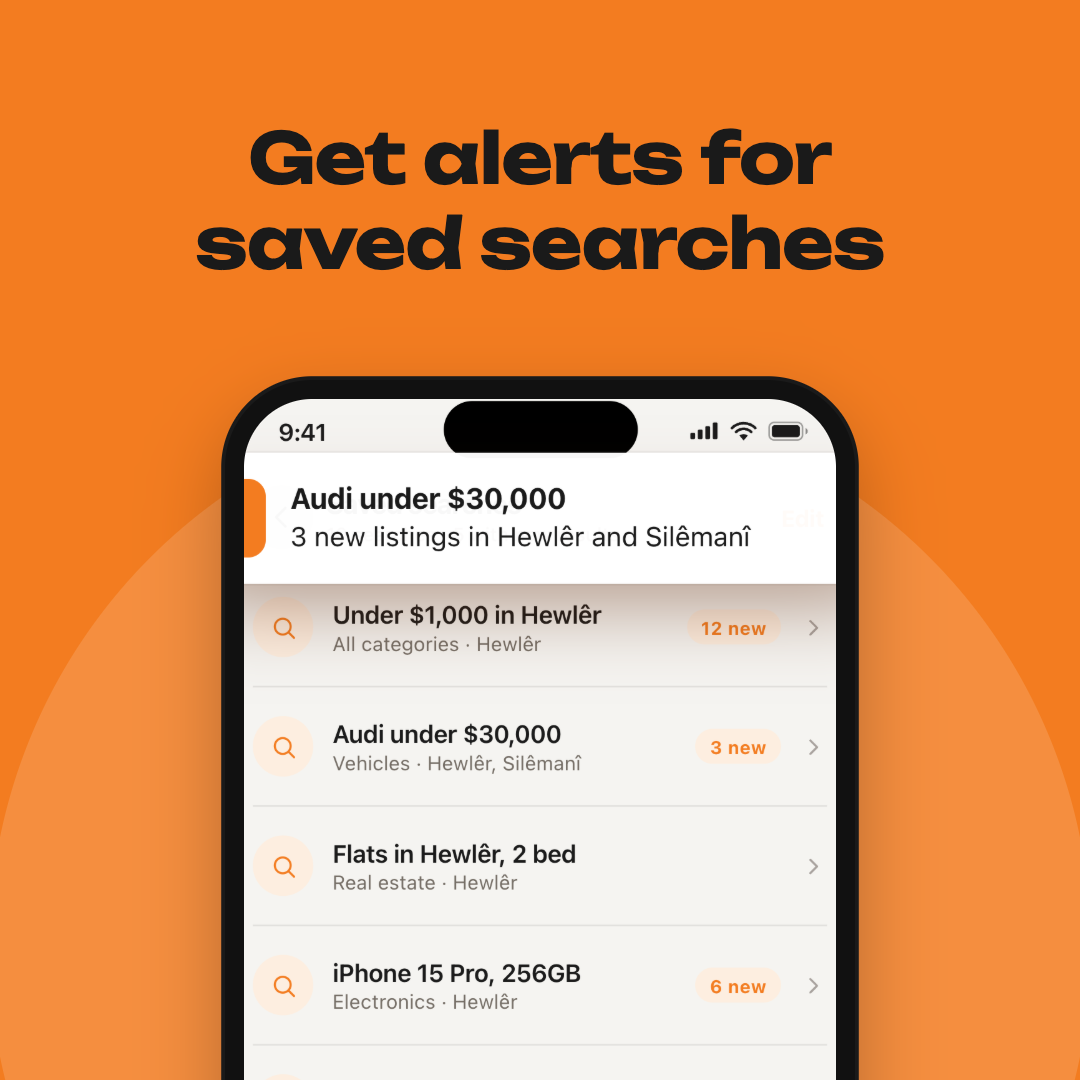 Get alerts for
saved searches
9:41
Audi under $30,000
3 new listings in Hewlêr and Silêmanî
Edit
Under $1,000 in Hewlêr
12 new
All categories · Hewlêr
Audi under $30,000
3 new
Vehicles · Hewlêr, Silêmanî
Flats in Hewlêr, 2 bed
Real estate · Hewlêr
iPhone 15 Pro, 256GB
6 new
Electronics · Hewlêr